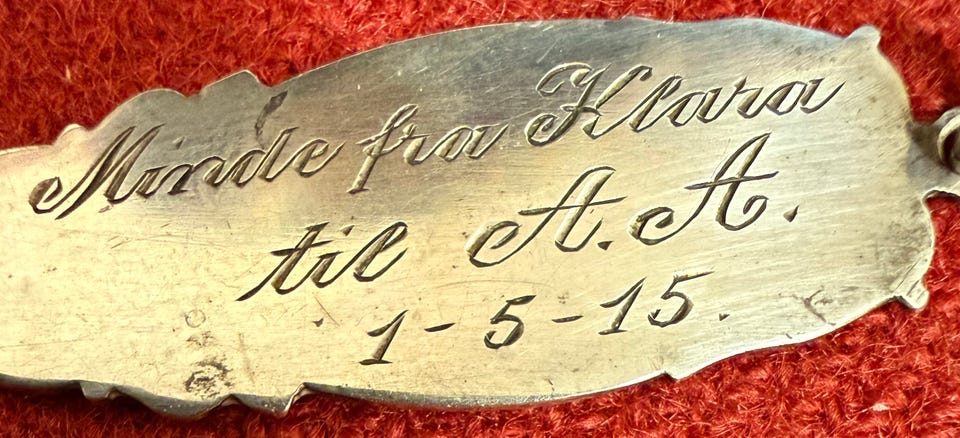 Minde fra Klara
til A. A.
1-5-15.